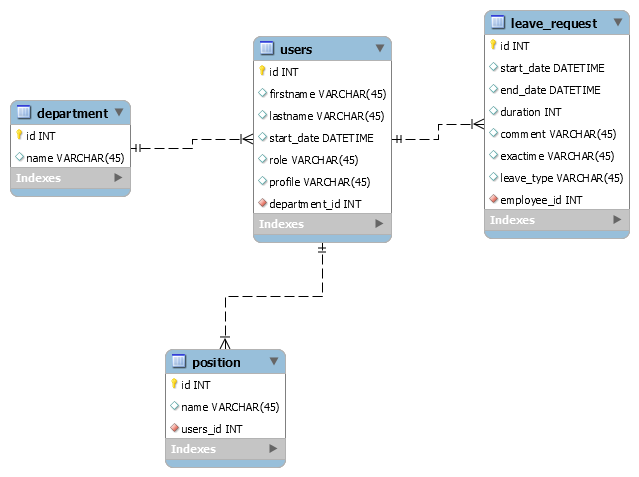 department
id INT
name VARCHAR(45)
Indexes
users
id INT
firstname VARCHAR(45)
lastname VARCHAR(45)
start_date DATETIME
role VARCHAR(45)
profile VARCHAR(45)
department_id INT
Indexes
leave_request
id INT
start_date DATETIME
end_date DATETIME
duration INT
comment VARCHAR(45)
exactime VARCHAR(45)
leave_type VARCHAR(45)
employee_id INT
Indexes
position
id INT
name VARCHAR(45)
users_id INT
Indexes